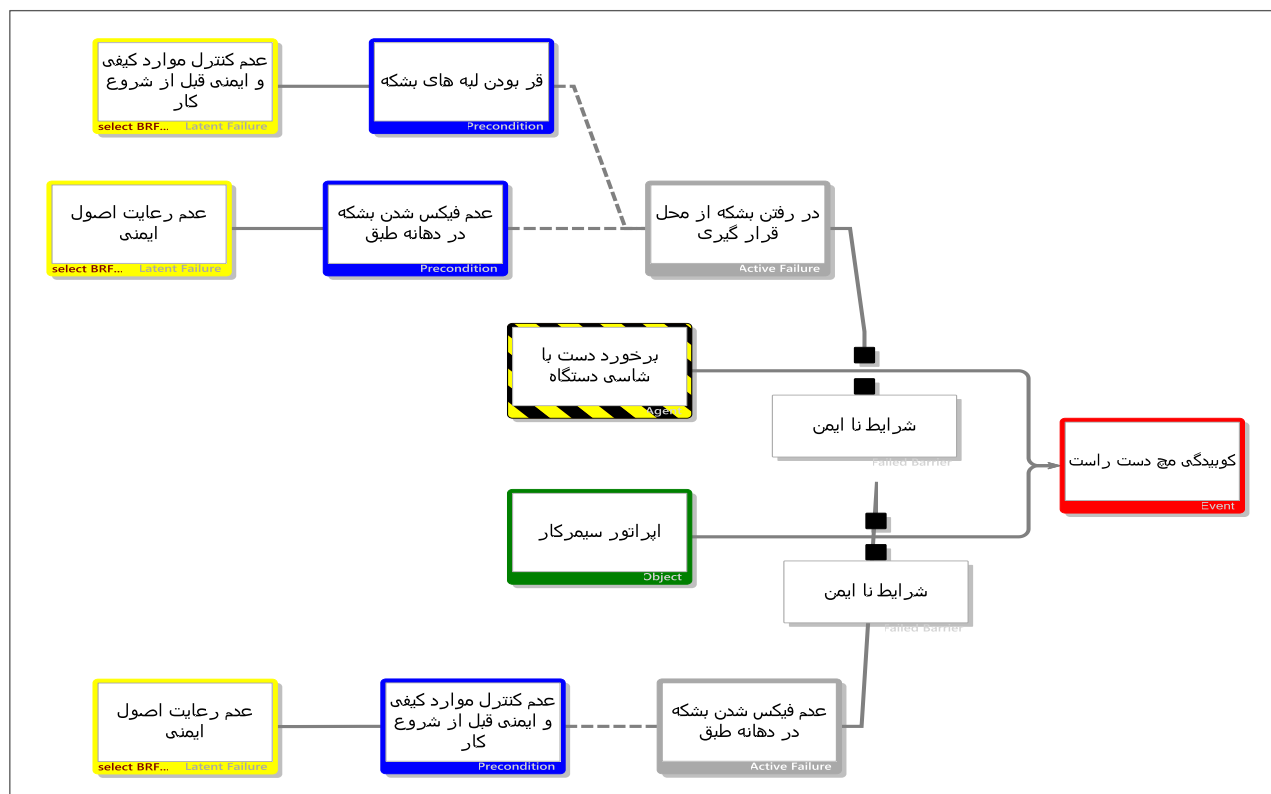 عدم کنترل موارد کیفی
و ایمنی قبل از شروع
کار
select BRF... Latent Failure
قر بودن لبه های بشکه
Precondition
عدم رعایت اصول
ایمنی
select BRF... Latent Failure
عدم فیکس شدن بشکه
در دهانه طبق
Precondition
در رفتن بشکه از محل
قرار گیری
Active Failure
برخورد دست با
شاسی دستگاه
Agent
شرایط نا ایمن
Failed Barrier
کوبیدگی مچ دست راست
Event
اپراتور سیمرکار
Object
شرایط نا ایمن
Failed Barrier
عدم رعایت اصول
ایمنی
select BRF... Latent Failure
عدم کنترل موارد کیفی
و ایمنی قبل از شروع
کار
Precondition
عدم فیکس شدن بشکه
در دهانه طبق
Active Failure